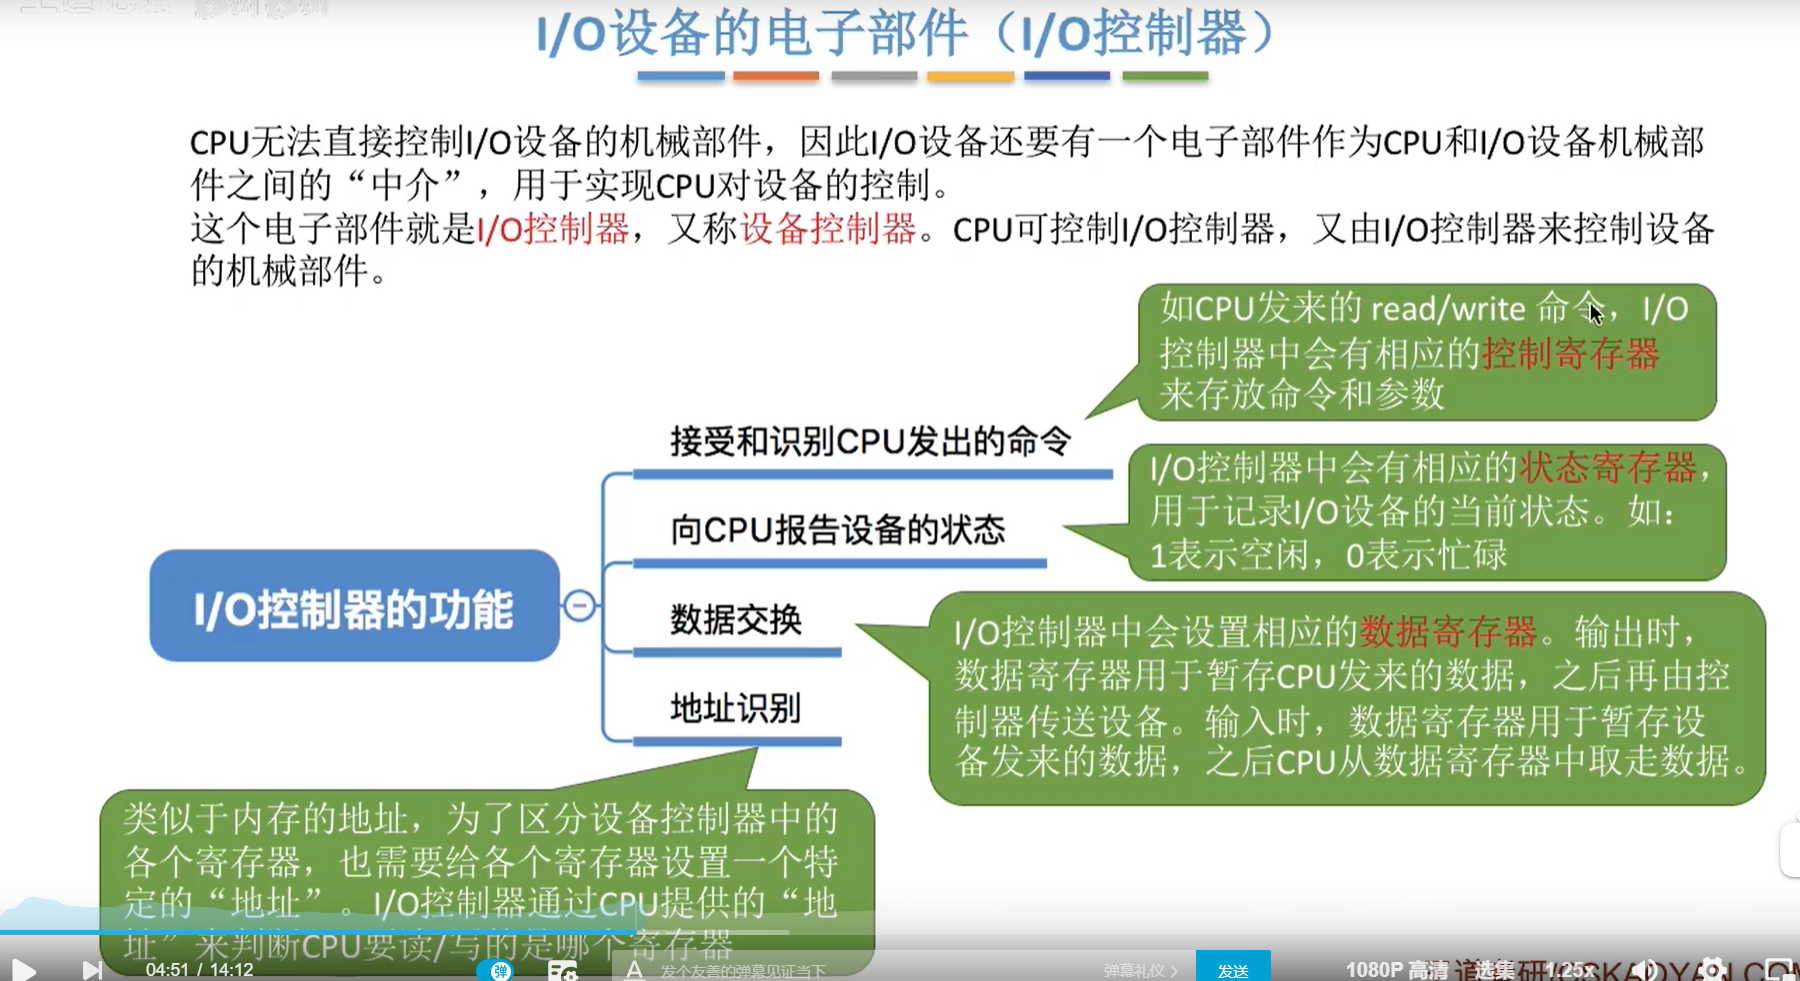 I/O设备的电子部件（I/O控制器）
CPU无法直接控制I/O设备的机械部件，因此I/O设备还要有一个电子部件作为CPU和I/O设备机械部
件之间的“中介”，用于实现CPU对设备的控制。
这个电子部件就是I/O控制器，又称设备控制器。CPU可控制I/O控制器，又由I/O控制器来控制设备
的机械部件。
如CPU发来的 read/write 命令，I/O
控制器中会有相应的控制寄存器
来存放命令和参数
接受和识别CPU发出的命令
I/O控制器中会有相应的状态寄存器，
用于记录I/O设备的当前状态。如：
1表示空闲，0表示忙碌
向CPU报告设备的状态
I/O控制器的功能
数据交换
I/O控制器中会设置相应的数据寄存器。输出时，
数据寄存器用于暂存CPU发来的数据，之后再由控
制器传送设备。输入时，数据寄存器用于暂存设
备发来的数据，之后CPU从数据寄存器中取走数据。
地址识别
类似于内存的地址，为了区分设备控制器中的
各个寄存器，也需要给各个寄存器设置一个特
定的“地址”。I/O控制器通过CPU提供的“地
址”来判断CPU要读/写的是哪个寄存器
04:51 / 14:12
弹
A
发个友善的弹幕见证当下
弹幕礼仪
发送
1080P 高清
选集
1.25x